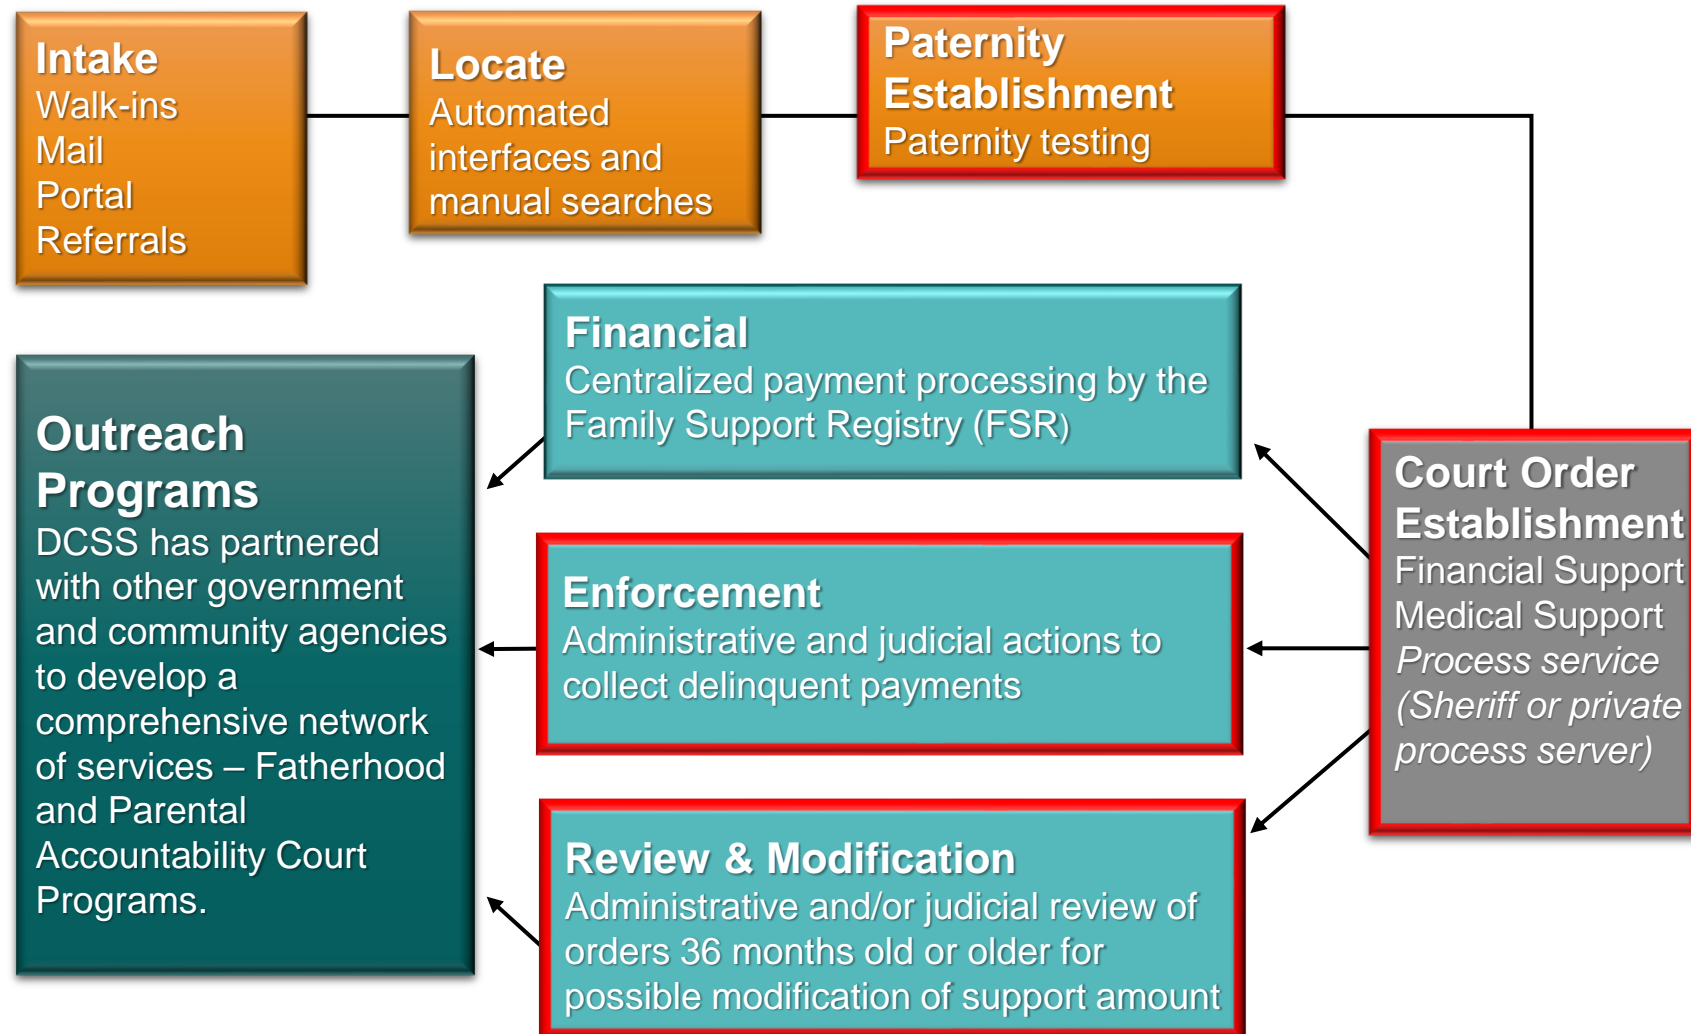 Intake
Walk-ins
Mail
Portal
Referrals
Locate
Automated
interfaces and
manual searches
Paternity
Establishment
Paternity testing
Court Order
Establishment
Financial Support
Medical Support
Process service
(Sheriff or private
process server)
Financial
Centralized payment processing by the
Family Support Registry (FSR)
Enforcement
Administrative and judicial actions to
collect delinquent payments
Review & Modification
Administrative and/or judicial review of
orders 36 months old or older for
possible modification of support amount
Outreach
Programs
DCSS has partnered
with other government
and community agencies
to develop a
comprehensive network
of services – Fatherhood
and Parental
Accountability Court
Programs.